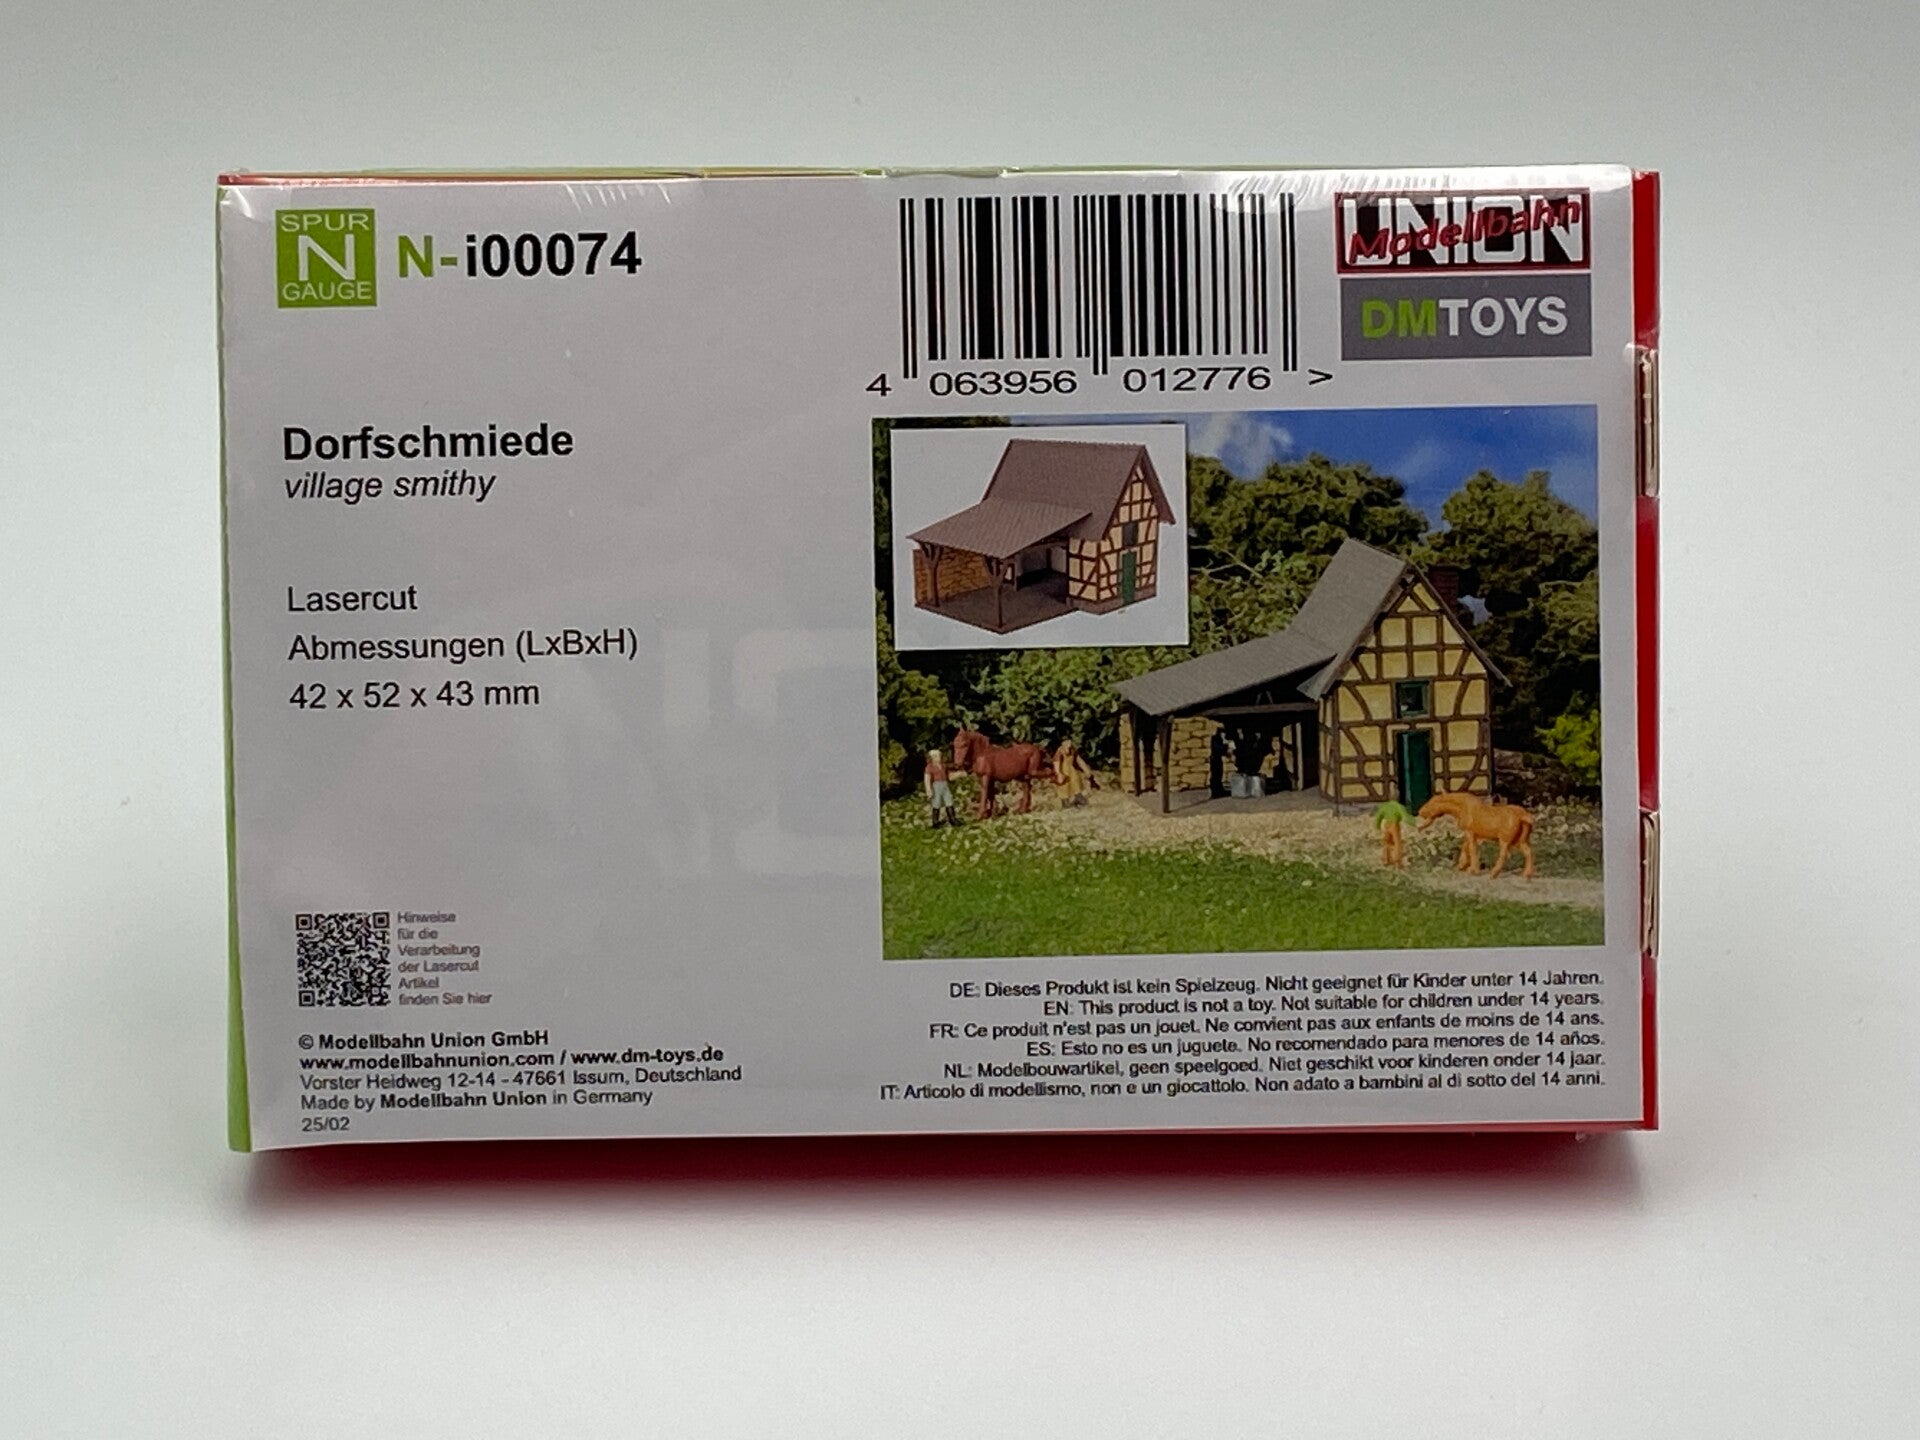 SPUR
N
GAUGE
N-i00074
4 063956 012776 >
UNION
Modellbahn
DMTOYS
Dorfschmiede
village smithy
Lasercut
Abmessungen (LxBxH)
42 x 52 x 43 mm
Hinweise
für die
Verarbeitung
der Lasercut
Artikel
finden Sie hier
© Modellbahn Union GmbH
www.modellbahnunion.com / www.dm-toys.de
Vorster Heidweg 12-14 - 47661 Issum, Deutschland
Made by Modellbahn Union in Germany
25/02
DE: Dieses Produkt ist kein Spielzeug. Nicht geeignet für Kinder unter 14 Jahren.
EN: This product is not a toy. Not suitable for children under 14 years.
FR: Ce produit n'est pas un jouet. Ne convient pas aux enfants de moins de 14 ans.
ES: Esto no es un juguete. No recomendado para menores de 14 años.
NL: Modelbouwartikel, geen speelgoed. Niet geschikt voor kinderen onder 14 jaar.
IT: Articolo di modellismo, non e un giocattolo. Non adato a bambini al di sotto del 14 anni.